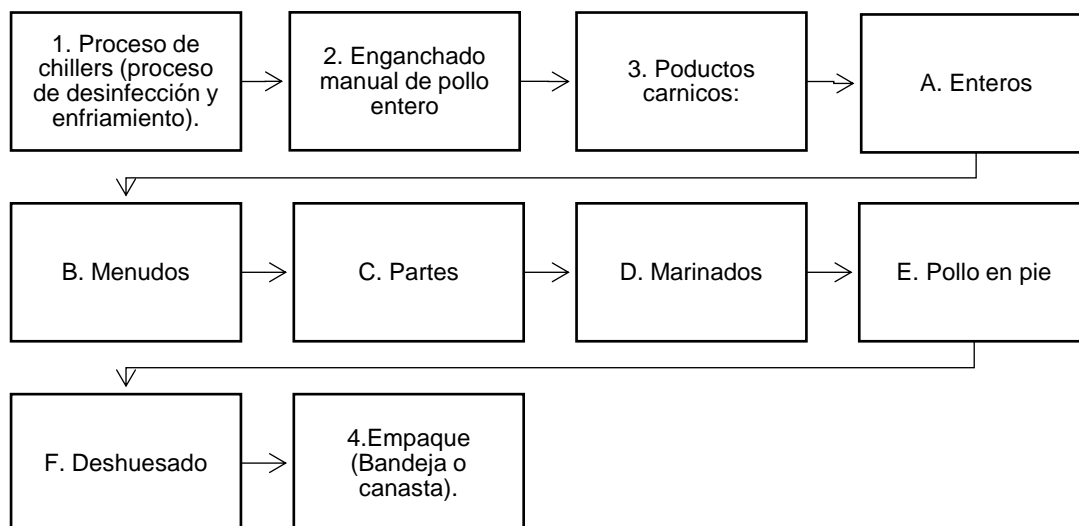 1. Proceso de
chillers (proceso
de desinfección y
enfriamiento).
2. Enganchado
manual de pollo
entero
3. Poductos
carnicos:
A. Enteros
B. Menudos
C. Partes
D. Marinados
E. Pollo en pie
F. Deshuesado
4.Empaque
(Bandeja o
canasta).